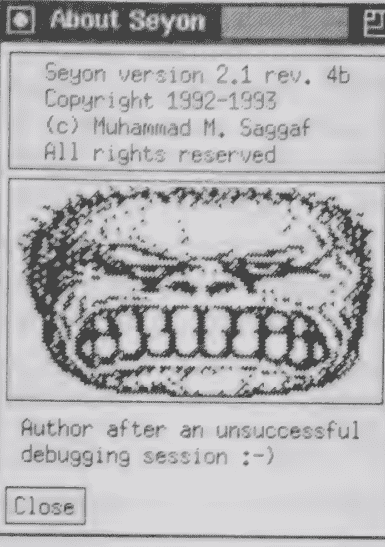 About Seyon
Seyon version 2.1 rev. 4b
Copyright 1992-1993
(c) Muhammad M. Saggaf
All rights reserved
Author after an unsuccessful
debugging session :-)
Close